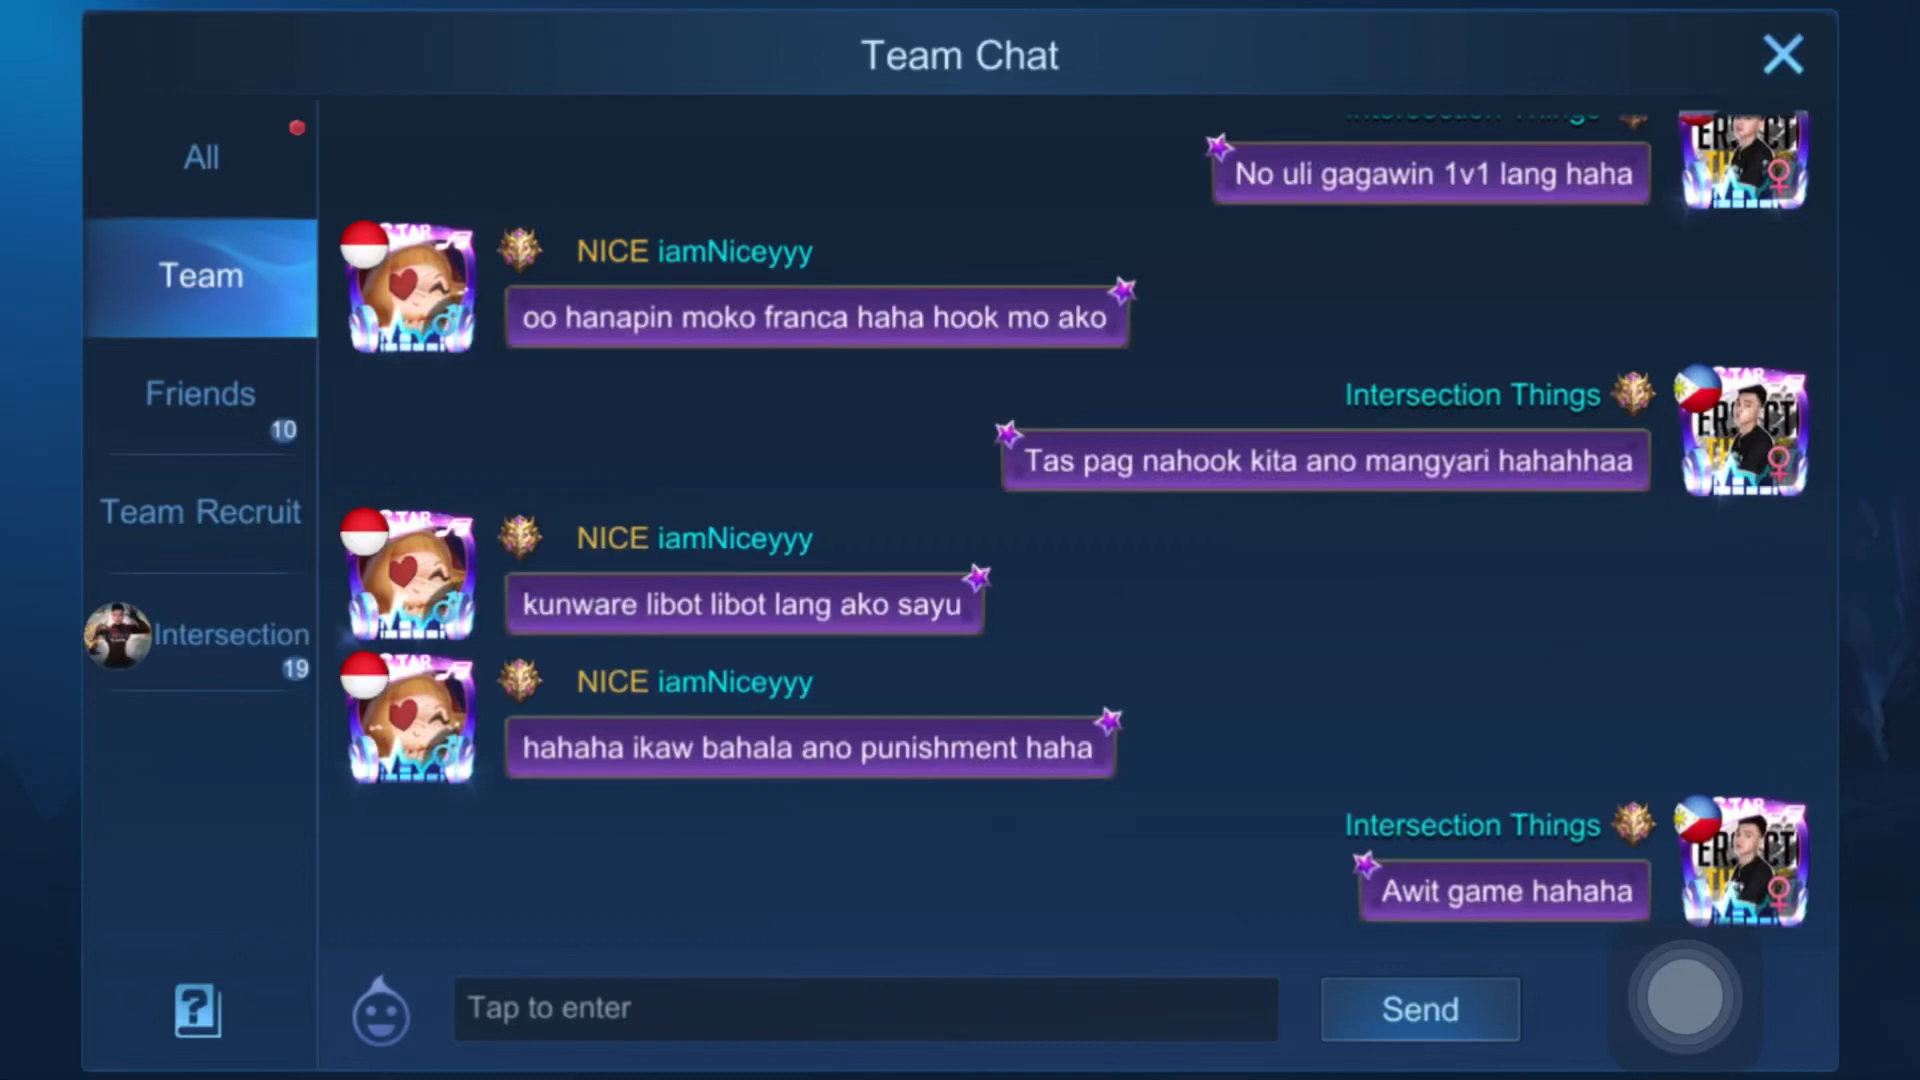 Team Chat
All
Team
Friends
10
Team Recruit
Intersection
19
Intersection Things
No uli gagawin 1v1 lang haha
NICE iamNiceyyy
oo hanapin moko franca haha hook mo ako
Intersection Things
Tas pag nahook kita ano mangyari hahahhaa
NICE iamNiceyyy
kunware libot libot lang ako sayu
NICE iamNiceyyy
hahaha ikaw bahala ano punishment haha
Intersection Things
Awit game hahaha
Tap to enter
Send